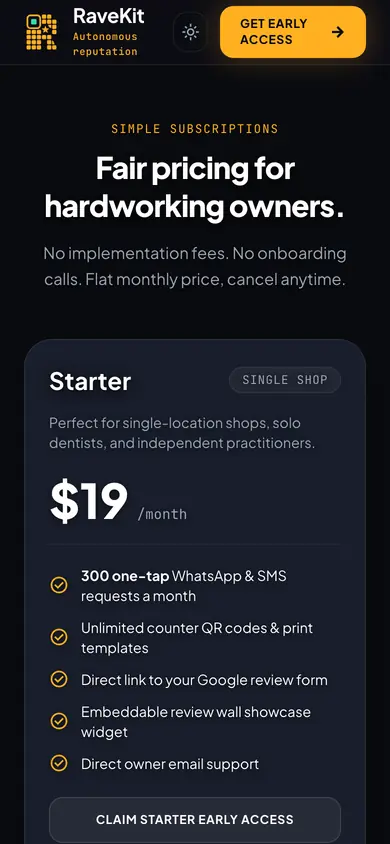 RaveKit
Autonomous
reputation
GET EARLY
ACCESS
SIMPLE SUBSCRIPTIONS
Fair pricing for
hardworking owners.
No implementation fees. No onboarding
calls. Flat monthly price, cancel anytime.
Starter
SINGLE SHOP
Perfect for single-location shops, solo
dentists, and independent practitioners.
$19 /month
300 one-tap WhatsApp & SMS
requests a month
Unlimited counter QR codes & print
templates
Direct link to your Google review form
Embeddable review wall showcase
widget
Direct owner email support
CLAIM STARTER EARLY ACCESS